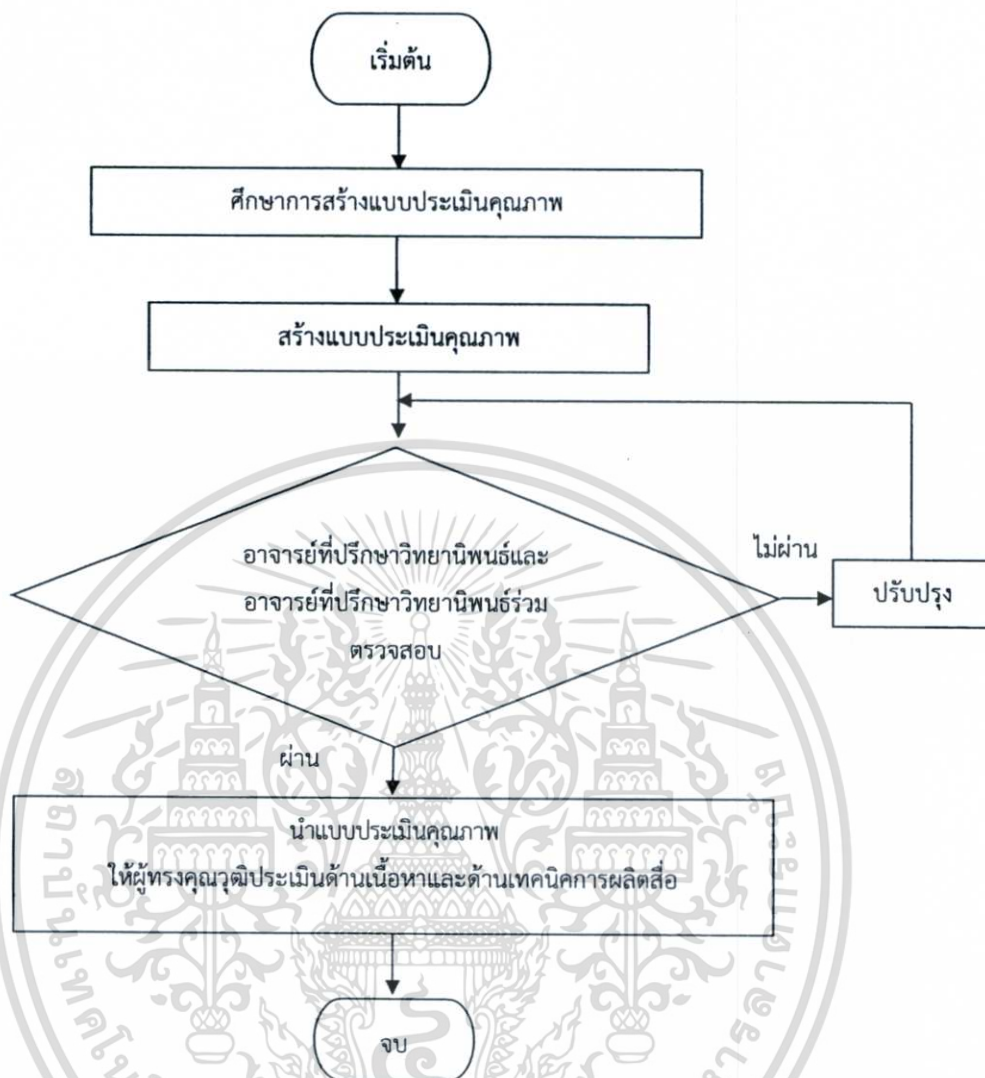 เริ่มต้น
ศึกษาการสร้างแบบประเมินคุณภาพ
สร้างแบบประเมินคุณภาพ
อาจารย์ที่ปรึกษาวิทยานิพนธ์และ
อาจารย์ที่ปรึกษาวิทยานิพนธ์ร่วม
ตรวจสอบ
ไม่ผ่าน
ปรับปรุง
ผ่าน
นำแบบประเมินคุณภาพ
ให้ผู้ทรงคุณวุฒิประเมินด้านเนื้อหาและด้านเทคนิคการผลิตสื่อ
จบ